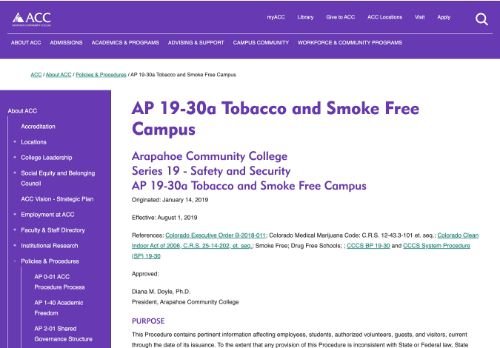 ACC
ARAPAHOE COMMUNITY COLLEGE
myACC Library Give to ACC ACC Locations Visit Apply
ABOUT ACC ADMISSIONS ACADEMICS & PROGRAMS ADVISING & SUPPORT CAMPUS COMMUNITY WORKFORCE & COMMUNITY PROGRAMS
ACC / About ACC / Policies & Procedures / AP 19-30a Tobacco and Smoke Free Campus
About ACC
Accreditation
Locations
College Leadership
Social Equity and Belonging
Council
ACC Vision - Strategic Plan
Employment at ACC
Faculty & Staff Directory
Institutional Research
Policies & Procedures
AP 0-01 ACC
Procedure Process
AP 1-40 Academic
Freedom
AP 2-01 Shared
Governance Structure
AP 19-30a Tobacco and Smoke Free
Campus
Arapahoe Community College
Series 19 - Safety and Security
AP 19-30a Tobacco and Smoke Free Campus
Originated: January 14, 2019
Effective: August 1, 2019
References: Colorado Executive Order B-2018-011; Colorado Medical Marijuana Code: C.R.S. 12-43.3-101 et. seq.; Colorado Clean
Indoor Act of 2006, C.R.S. 25-14-202, et. seq.; Smoke Free; Drug Free Schools; ; CCCS BP 19-30 and CCCS System Procedure
(SP) 19-30
Approved:
Diana M. Doyle, Ph.D.
President, Arapahoe Community College
PURPOSE
This Procedure contains pertinent information affecting employees, students, authorized volunteers, guests, and visitors, current
through the date of its issuance. To the extent that any provision of this Procedure is inconsistent with State or Federal law, State